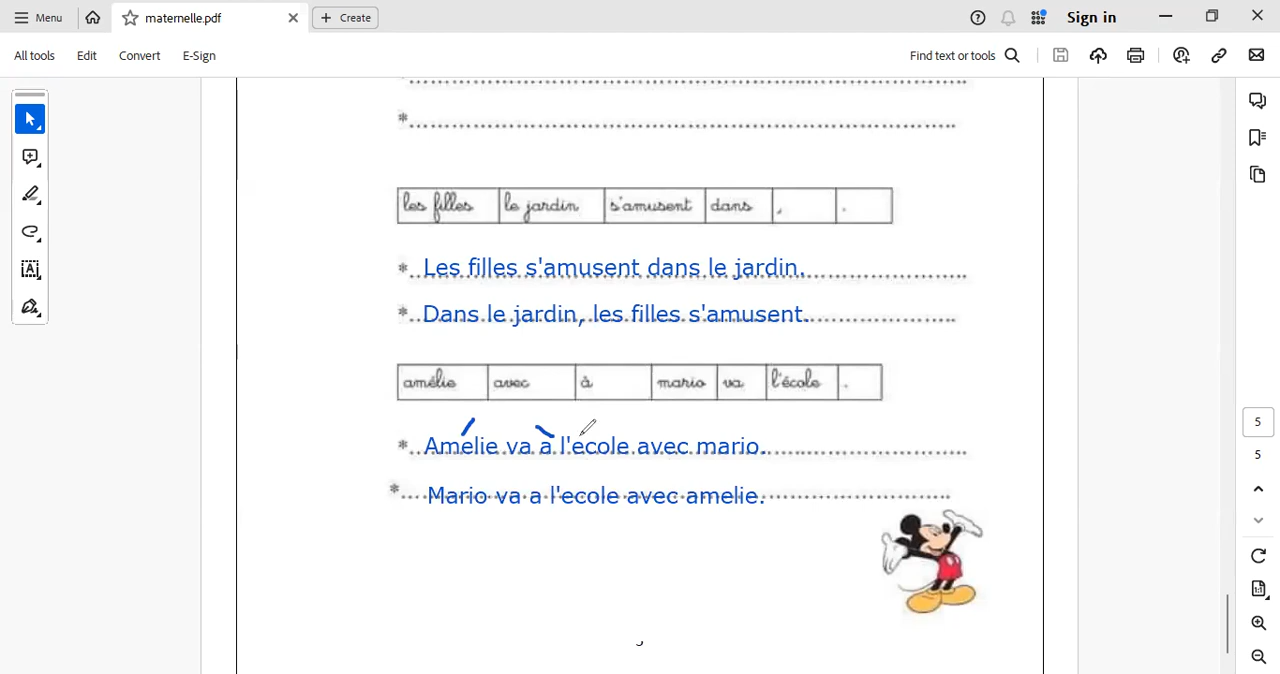 Menu maternelle.pdf Create Sign in
All tools Edit Convert E-Sign Find text or tools
*........................................................................
les filles le jardin s'amusent dans , .
* Les filles s'amusent dans le jardin.
* Dans le jardin, les filles s'amusent.
amélie avec à mario va l'école .
* Amélie va à l'ecole avec mario.
* Mario va a l'ecole avec amelie.
5
5